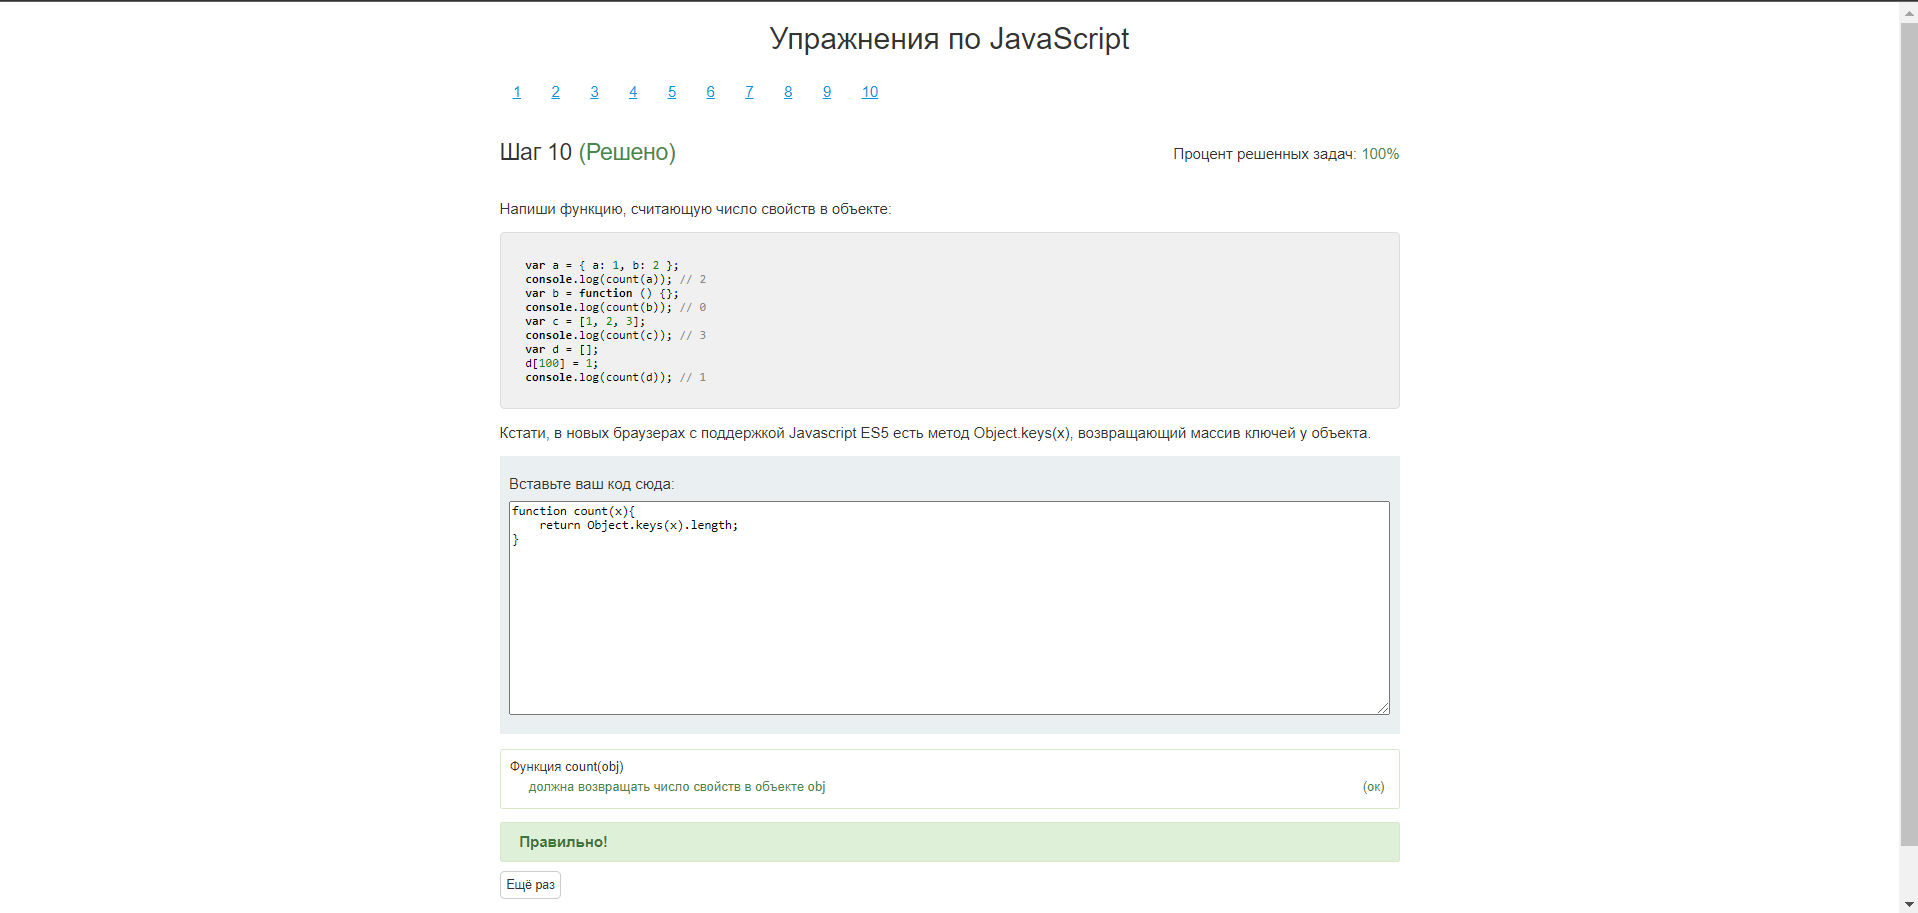 Упражнения по JavaScript
1 2 3 4 5 6 7 8 9 10
Шаг 10 (Решено)
Процент решенных задач: 100%
Напиши функцию, считающую число свойств в объекте:
var a = { a: 1, b: 2 };
console.log(count(a)); // 2
var b = function () {};
console.log(count(b)); // 0
var c = [1, 2, 3];
console.log(count(c)); // 3
var d = [];
d[100] = 1;
console.log(count(d)); // 1
Кстати, в новых браузерах с поддержкой Javascript ES5 есть метод Object.keys(x), возвращающий массив ключей у объекта.
Вставьте ваш код сюда:
function count(x){
    return Object.keys(x).length;
}
Функция count(obj)
должна возвращать число свойств в объекте obj (ок)
Правильно!
Ещё раз